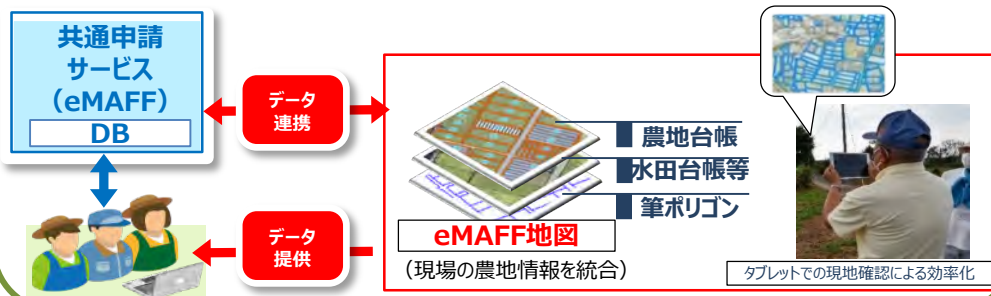 共通申請
サービス
（eMAFF）
DB
データ
連携
データ
提供
農地台帳
水田台帳等
筆ポリゴン
eMAFF地図
（現場の農地情報を統合）
タブレットでの現地確認による効率化